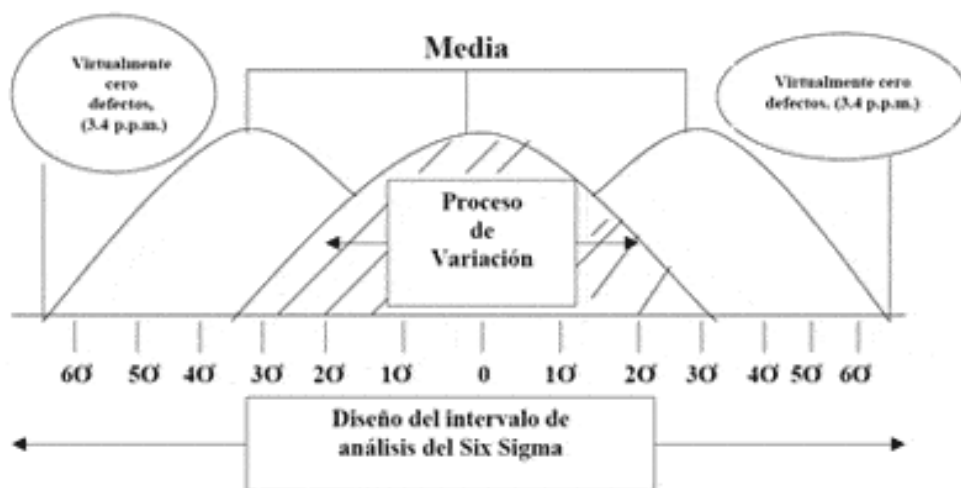 Media
Virtualmente
cero
defectos,
(3.4 p.p.m.)
Virtualmente cero
defectos. (3.4 p.p.m.)
Proceso
de
Variación
6σ 5σ 4σ 3σ 2σ 1σ 0 1σ 2σ 3σ 4σ 5σ 6σ
Diseño del intervalo de
análisis del Six Sigma